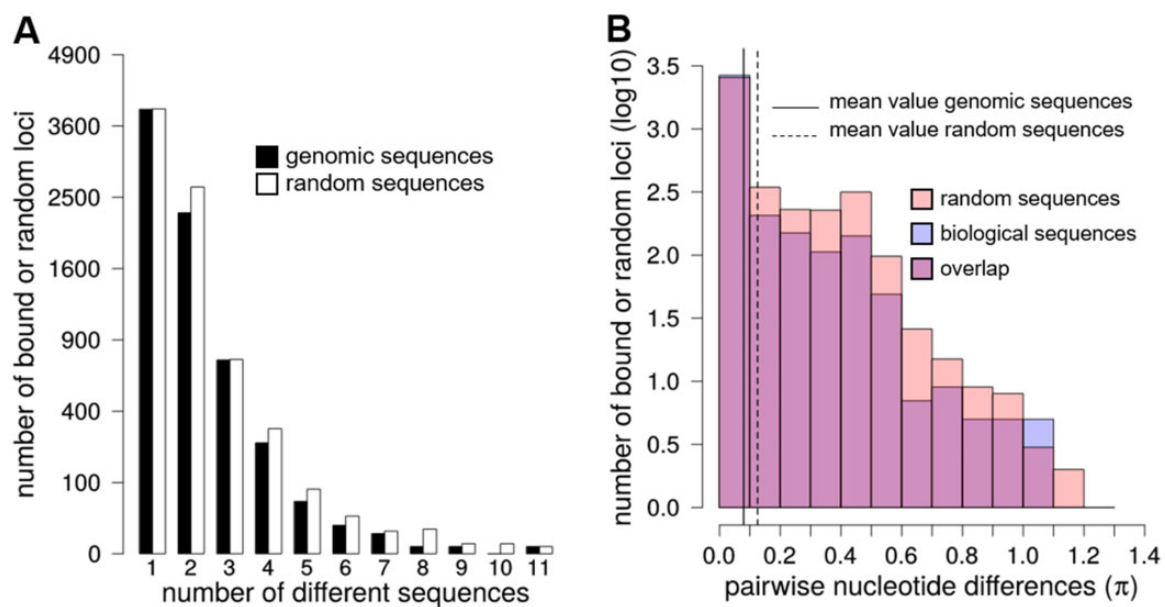 A
number of bound or random loci
4900
3600
2500
1600
900
400
100
0
genomic sequences
random sequences
1 2 3 4 5 6 7 8 9 10 11
number of different sequences
B
number of bound or random loci (log10)
3.5
3.0
2.5
2.0
1.5
1.0
0.5
0.0
mean value genomic sequences
mean value random sequences
random sequences
biological sequences
overlap
0.0 0.2 0.4 0.6 0.8 1.0 1.2 1.4
pairwise nucleotide differences (π)